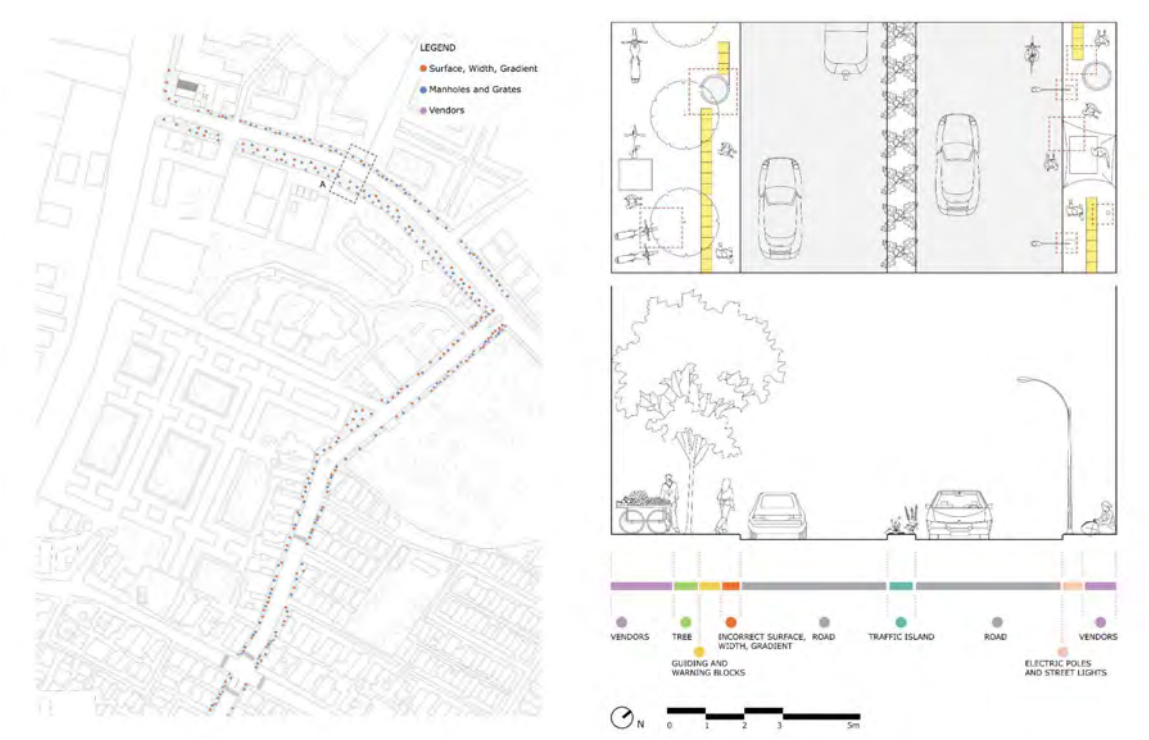 LEGEND
Surface, Width, Gradient
Manholes and Grates
Vendors
A
VENDORS
TREE
INCORRECT SURFACE,
WIDTH, GRADIENT
ROAD
TRAFFIC ISLAND
ROAD
VENDORS
GUIDING AND
WARNING BLOCKS
ELECTRIC POLES
AND STREET LIGHTS
N
0 1 2 3 5m